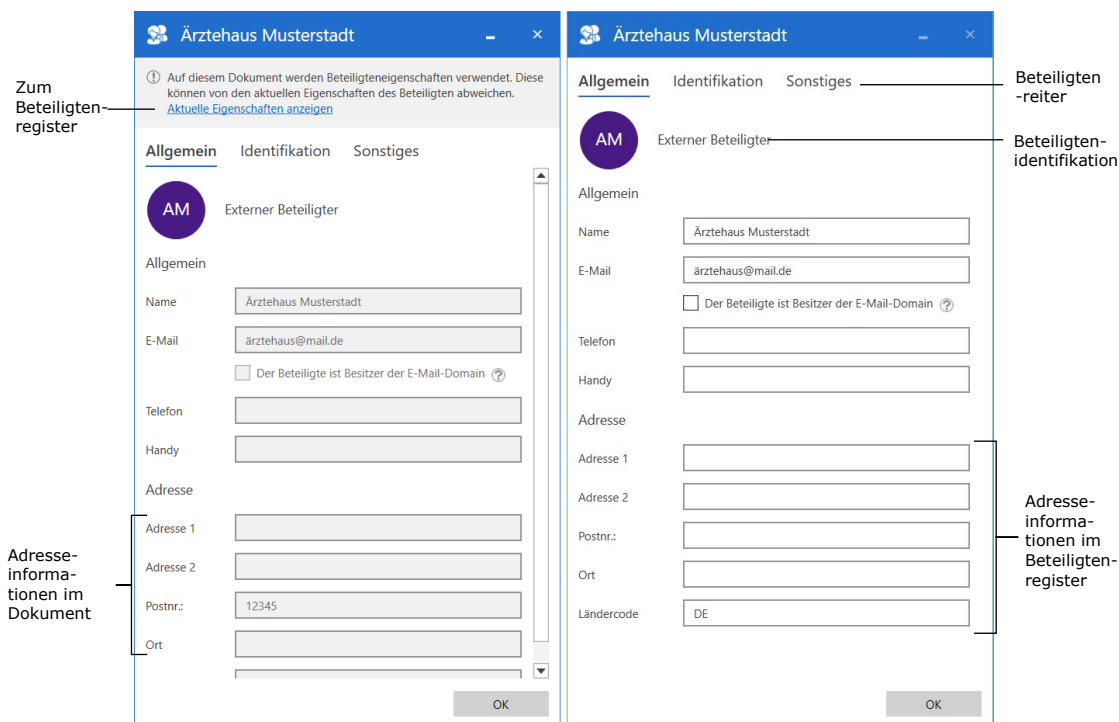 Ärztehaus Musterstadt
Auf diesem Dokument werden Beteiligteneigenschaften verwendet. Diese
können von den aktuellen Eigenschaften des Beteiligten abweichen.
Aktuelle Eigenschaften anzeigen
Zum
Beteiligten-
register
Allgemein Identifikation Sonstiges
AM Externer Beteiligter
Allgemein
Name Ärztehaus Musterstadt
E-Mail ärztehaus@mail.de
Der Beteiligte ist Besitzer der E-Mail-Domain ?
Telefon
Handy
Adresse
Adresse 1
Adresse 2
Postnr.: 12345
Ort
Adresse-
informa-
tionen im
Dokument
OK
Ärztehaus Musterstadt
Allgemein Identifikation Sonstiges
Beteiligten
-reiter
AM Externer Beteiligter
Beteiligten-
identifikation
Allgemein
Name Ärztehaus Musterstadt
E-Mail ärztehaus@mail.de
Der Beteiligte ist Besitzer der E-Mail-Domain ?
Telefon
Handy
Adresse
Adresse 1
Adresse 2
Postnr.:
Ort
Ländercode DE
Adresse-
informa-
tionen im
Beteiligten-
register
OK